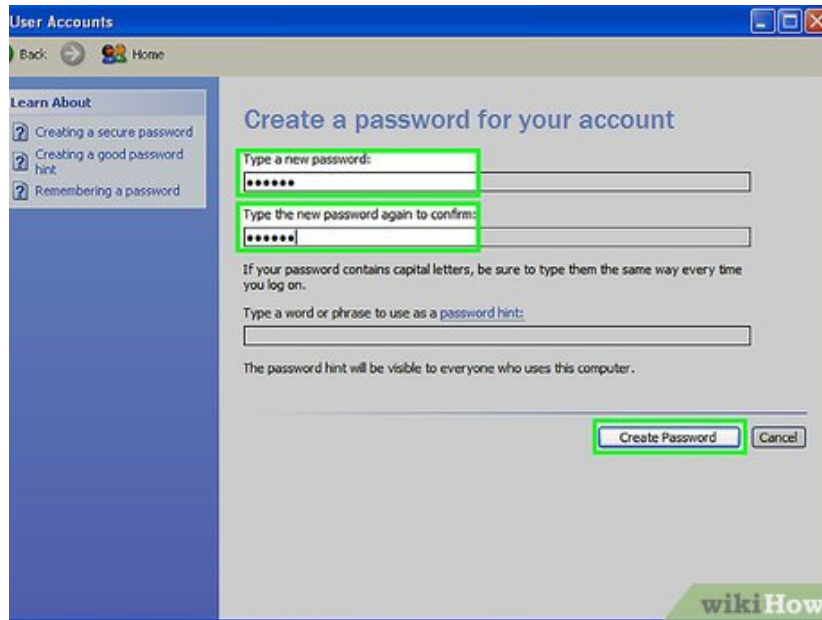 User Accounts
Back Home
Learn About
Creating a secure password
Creating a good password
hint
Remembering a password
Create a password for your account
Type a new password:
••••••
Type the new password again to confirm:
••••••
If your password contains capital letters, be sure to type them the same way every time
you log on.
Type a word or phrase to use as a password hint:
The password hint will be visible to everyone who uses this computer.
Create Password Cancel
wikiHow